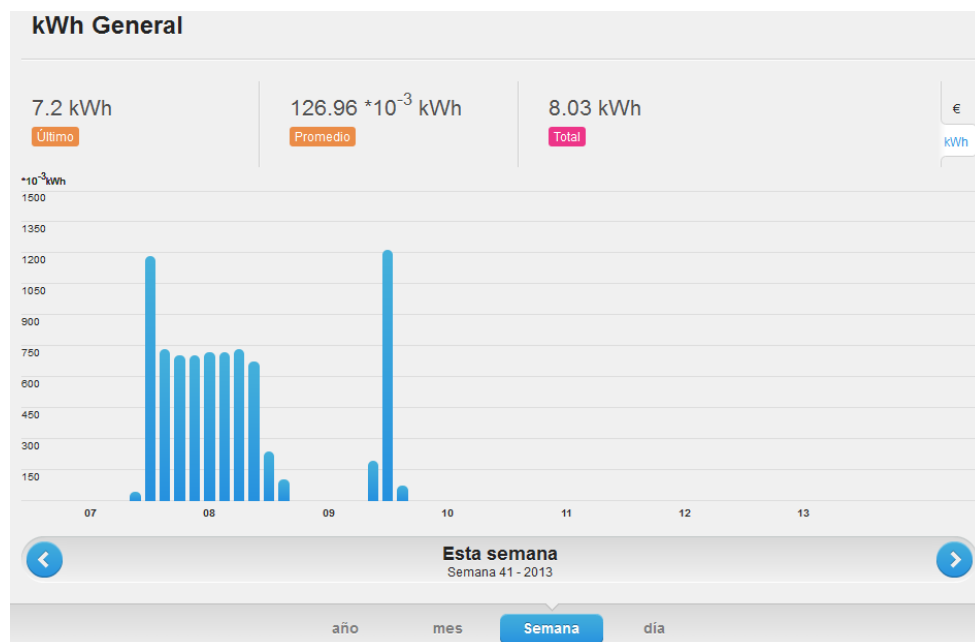 kWh General
7.2 kWh
Último
126.96 *10⁻³ kWh
Promedio
8.03 kWh
Total
€
kWh
*10⁻³kWh
1500
1350
1200
1050
900
750
600
450
300
150
07 08 09 10 11 12 13
Esta semana
Semana 41 - 2013
año mes Semana día